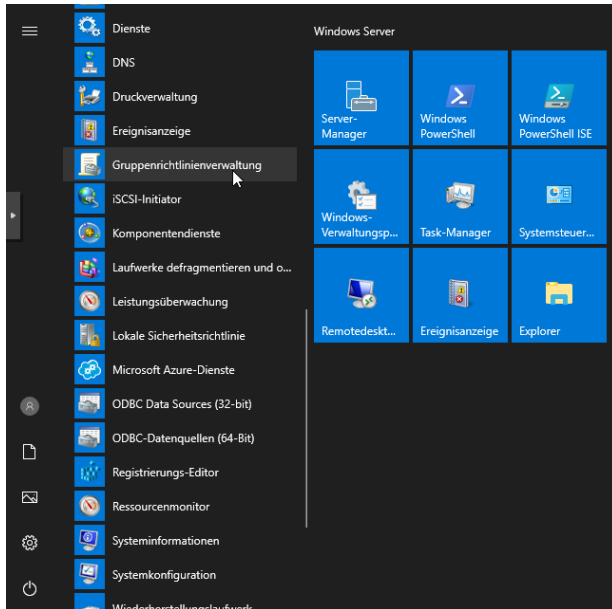 Dienste
DNS
Druckverwaltung
Ereignisanzeige
Gruppenrichtlinienverwaltung
iSCSI-Initiator
Komponentendienste
Laufwerke defragmentieren und o...
Leistungsüberwachung
Lokale Sicherheitsrichtlinie
Microsoft Azure-Dienste
ODBC Data Sources (32-bit)
ODBC-Datenquellen (64-Bit)
Registrierungs-Editor
Ressourcenmonitor
Systeminformationen
Systemkonfiguration
Wiederherstellungslaufwerk
Windows Server
Server-
Manager
Windows
PowerShell
Windows
PowerShell ISE
Windows-
Verwaltungsp...
Task-Manager
Systemsteuer...
Remotedeskt...
Ereignisanzeige
Explorer